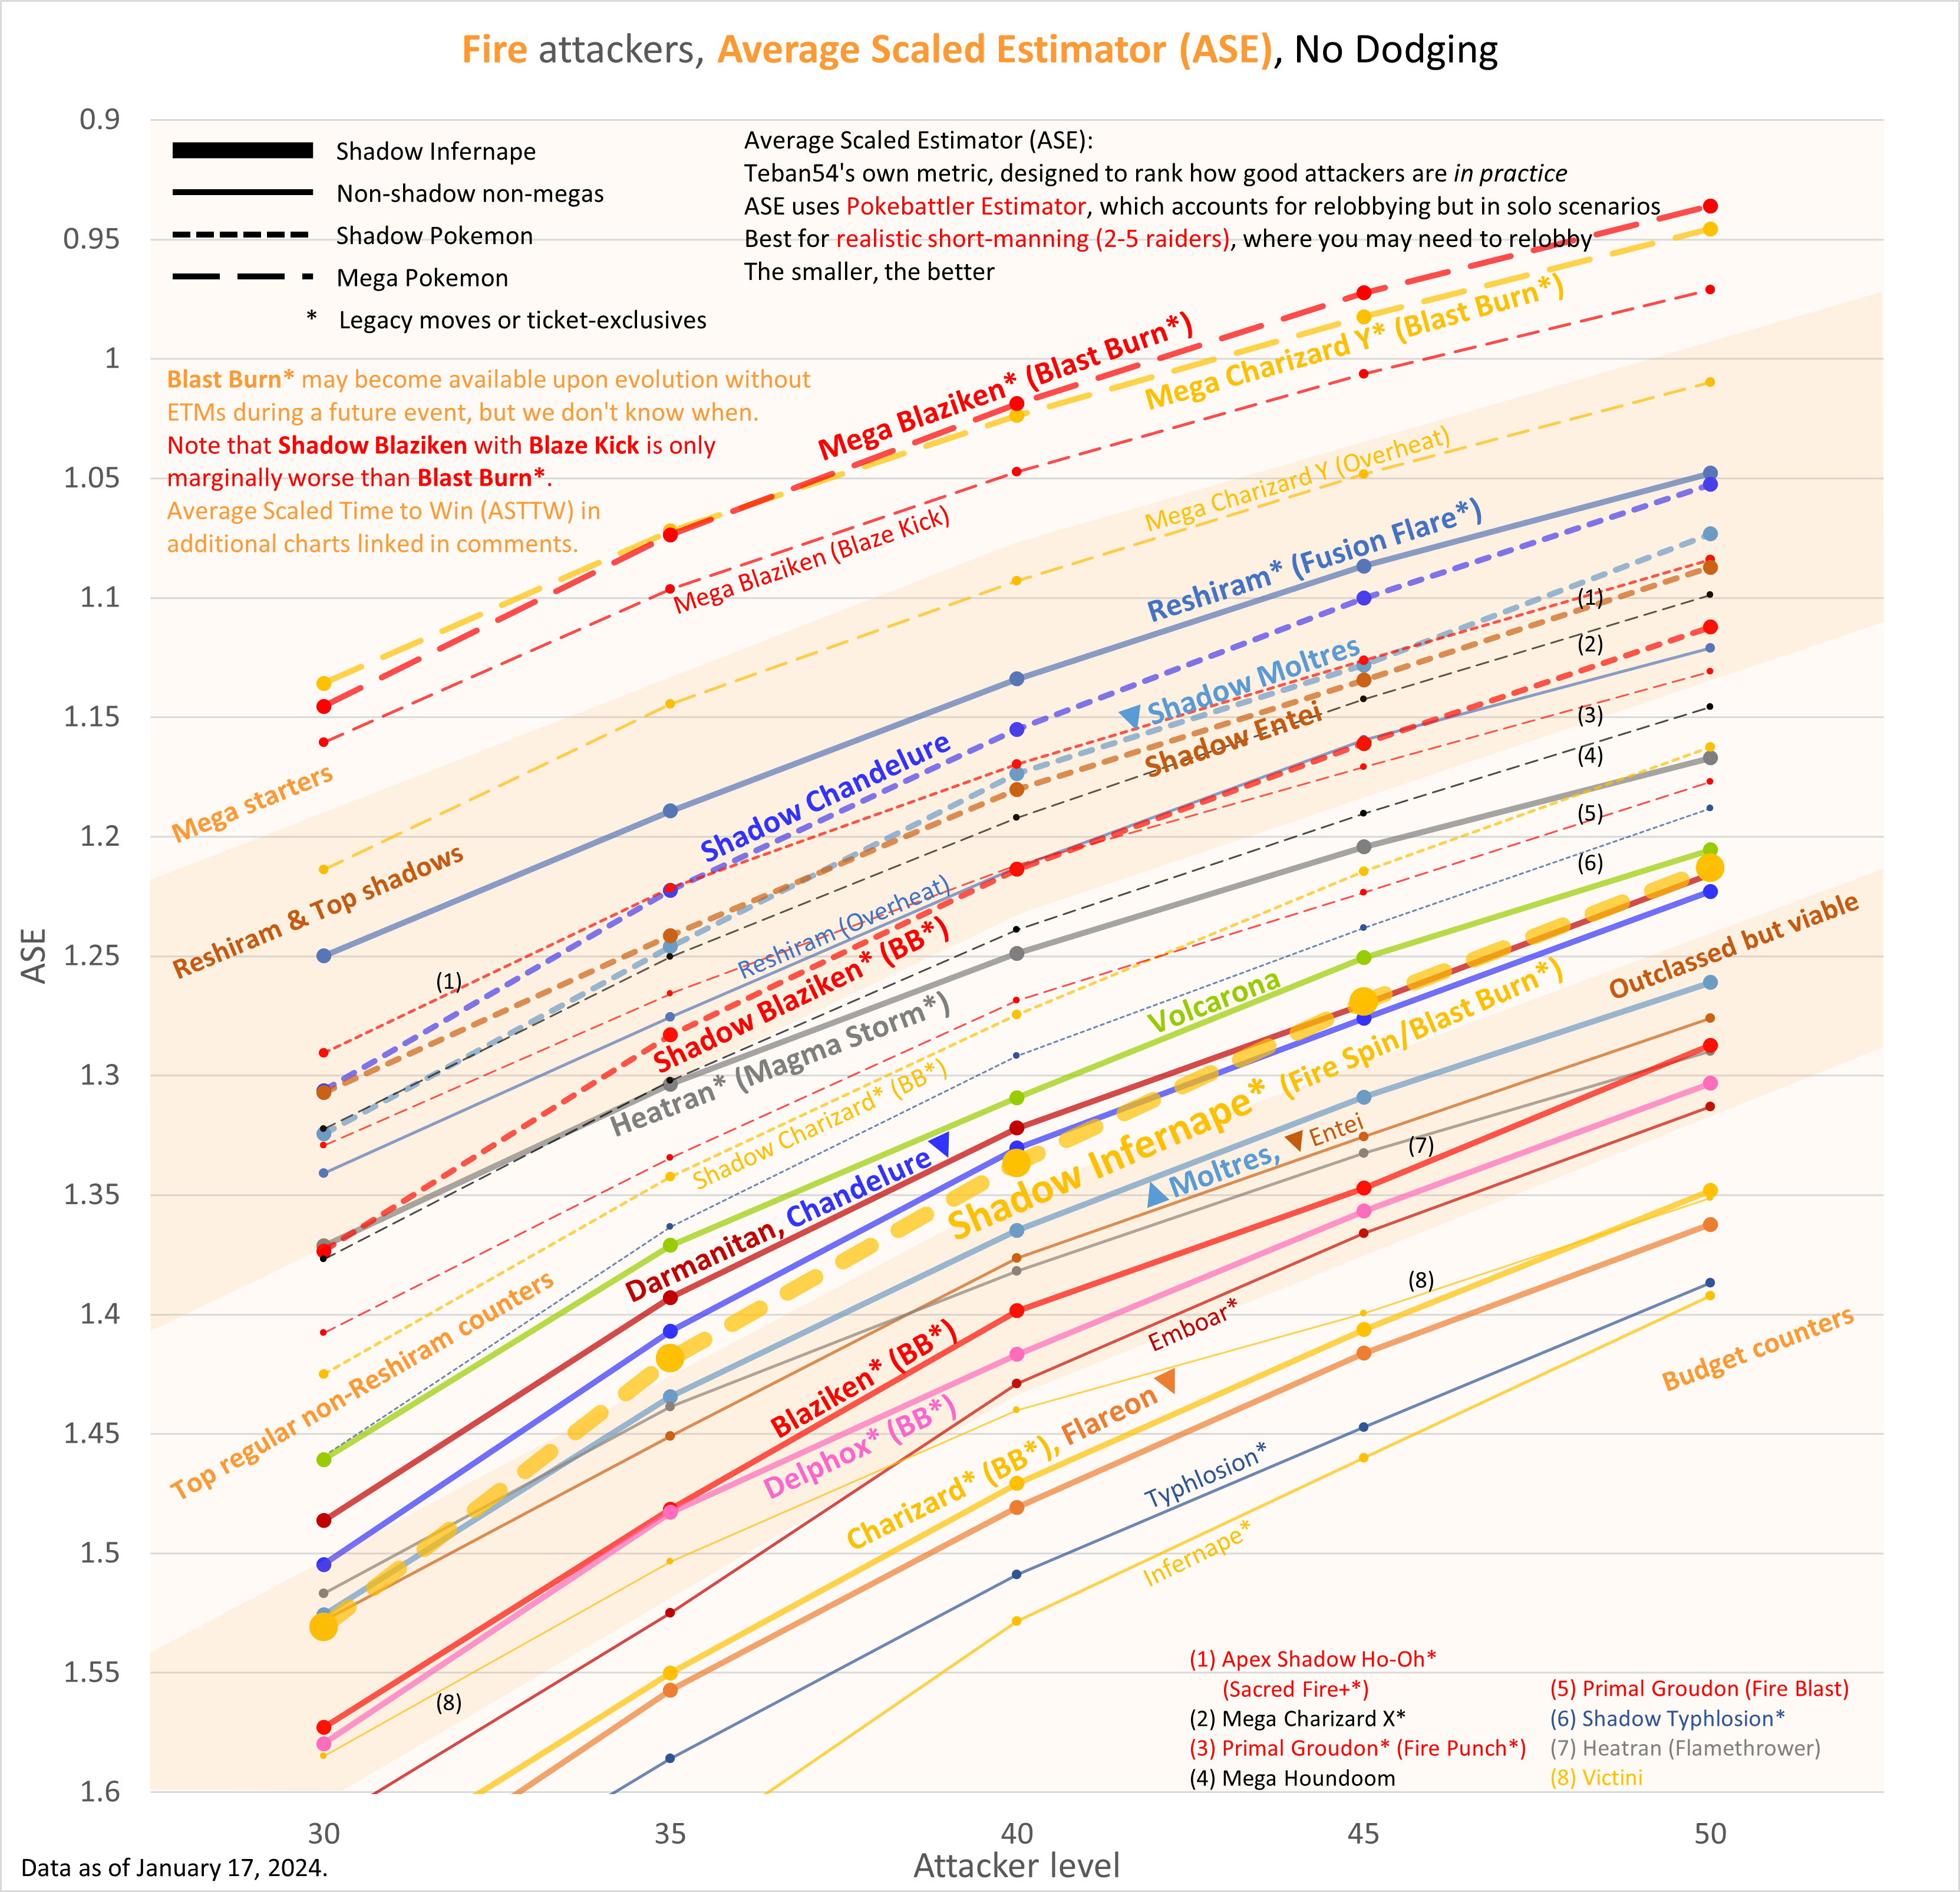 Fire attackers, Average Scaled Estimator (ASE), No Dodging
0.9
0.95
1
1.05
1.1
1.15
1.2
1.25
1.3
1.35
1.4
1.45
1.5
1.55
1.6
ASE
Shadow Infernape
Non-shadow non-megas
Shadow Pokemon
Mega Pokemon
* Legacy moves or ticket-exclusives
Average Scaled Estimator (ASE):
Teban54's own metric, designed to rank how good attackers are in practice
ASE uses Pokebattler Estimator, which accounts for relobbying but in solo scenarios
Best for realistic short-manning (2-5 raiders), where you may need to relobby
The smaller, the better
Blast Burn* may become available upon evolution without
ETMs during a future event, but we don't know when.
Note that Shadow Blaziken with Blaze Kick is only
marginally worse than Blast Burn*.
Average Scaled Time to Win (ASTTW) in
additional charts linked in comments.
Mega Blaziken* (Blast Burn*)
Mega Charizard Y* (Blast Burn*)
Mega Blaziken (Blaze Kick)
Mega Charizard Y (Overheat)
Reshiram* (Fusion Flare*)
Mega starters
Shadow Chandelure
Shadow Moltres
Shadow Entei
(1)
(2)
(3)
(4)
(5)
(6)
Reshiram & Top shadows
(1)
Reshiram (Overheat)
Shadow Blaziken* (BB*)
Heatran* (Magma Storm*)
Shadow Charizard* (BB*)
Volcarona
Outclassed but viable
Darmanitan, Chandelure
Shadow Infernape* (Fire Spin/Blast Burn*)
Moltres, Entei
(7)
Top regular non-Reshiram counters
Blaziken* (BB*)
Delphox* (BB*)
Emboar*
(8)
Charizard* (BB*), Flareon
Typhlosion*
Infernape*
Budget counters
(8)
(1) Apex Shadow Ho-Oh*
(Sacred Fire+*)
(2) Mega Charizard X*
(3) Primal Groudon* (Fire Punch*)
(4) Mega Houndoom
(5) Primal Groudon (Fire Blast)
(6) Shadow Typhlosion*
(7) Heatran (Flamethrower)
(8) Victini
30
35
40
45
50
Attacker level
Data as of January 17, 2024.